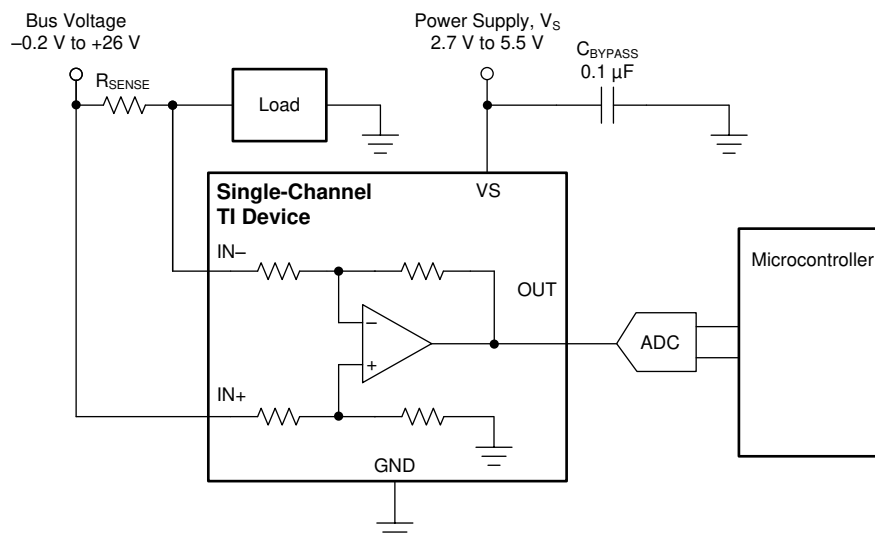 Bus Voltage
–0.2 V to +26 V
RSENSE
Load
Power Supply, VS
2.7 V to 5.5 V
CBYPASS
0.1 µF
Single-Channel
TI Device
VS
IN–
OUT
–
+
IN+
GND
ADC
Microcontroller